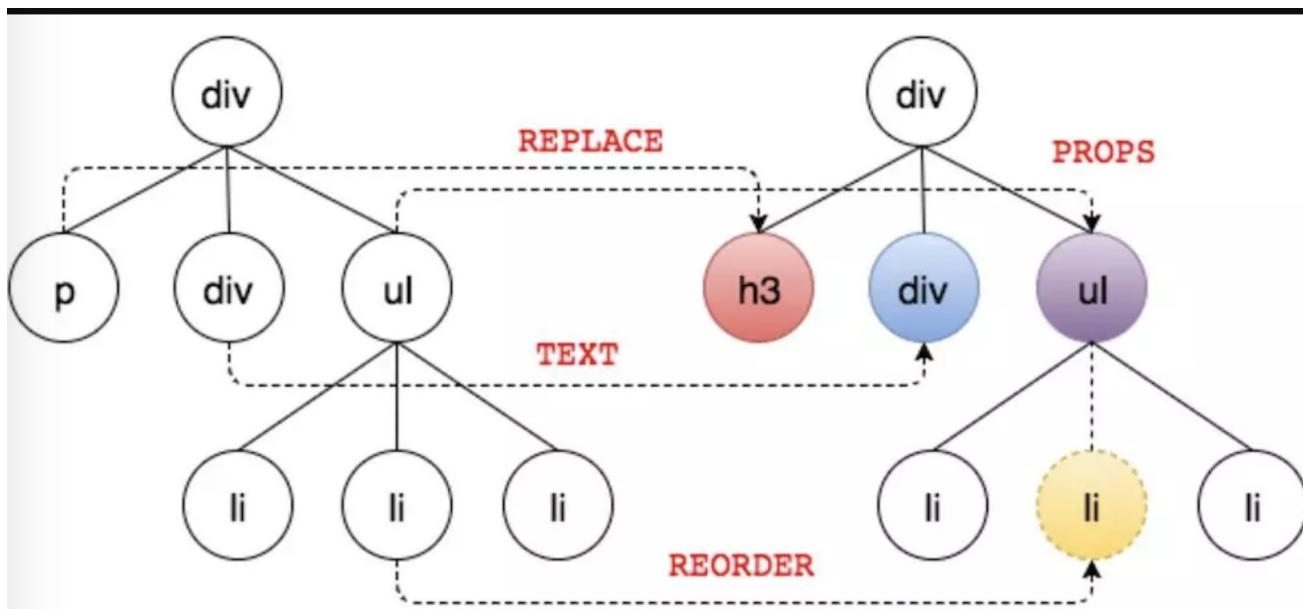 div div
REPLACE PROPS
p div ul h3 div ul
TEXT
li li li li li li
REORDER